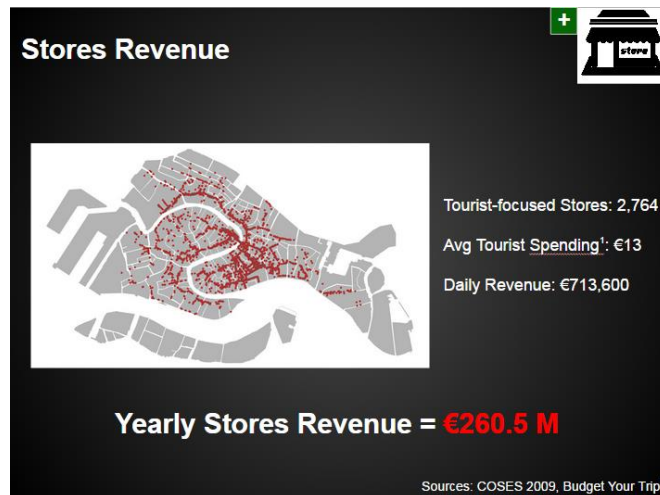 +
store
Stores Revenue
Tourist-focused Stores: 2,764
Avg Tourist Spending¹: €13
Daily Revenue: €713,600
Yearly Stores Revenue = €260.5 M
Sources: COSES 2009, Budget Your Trip